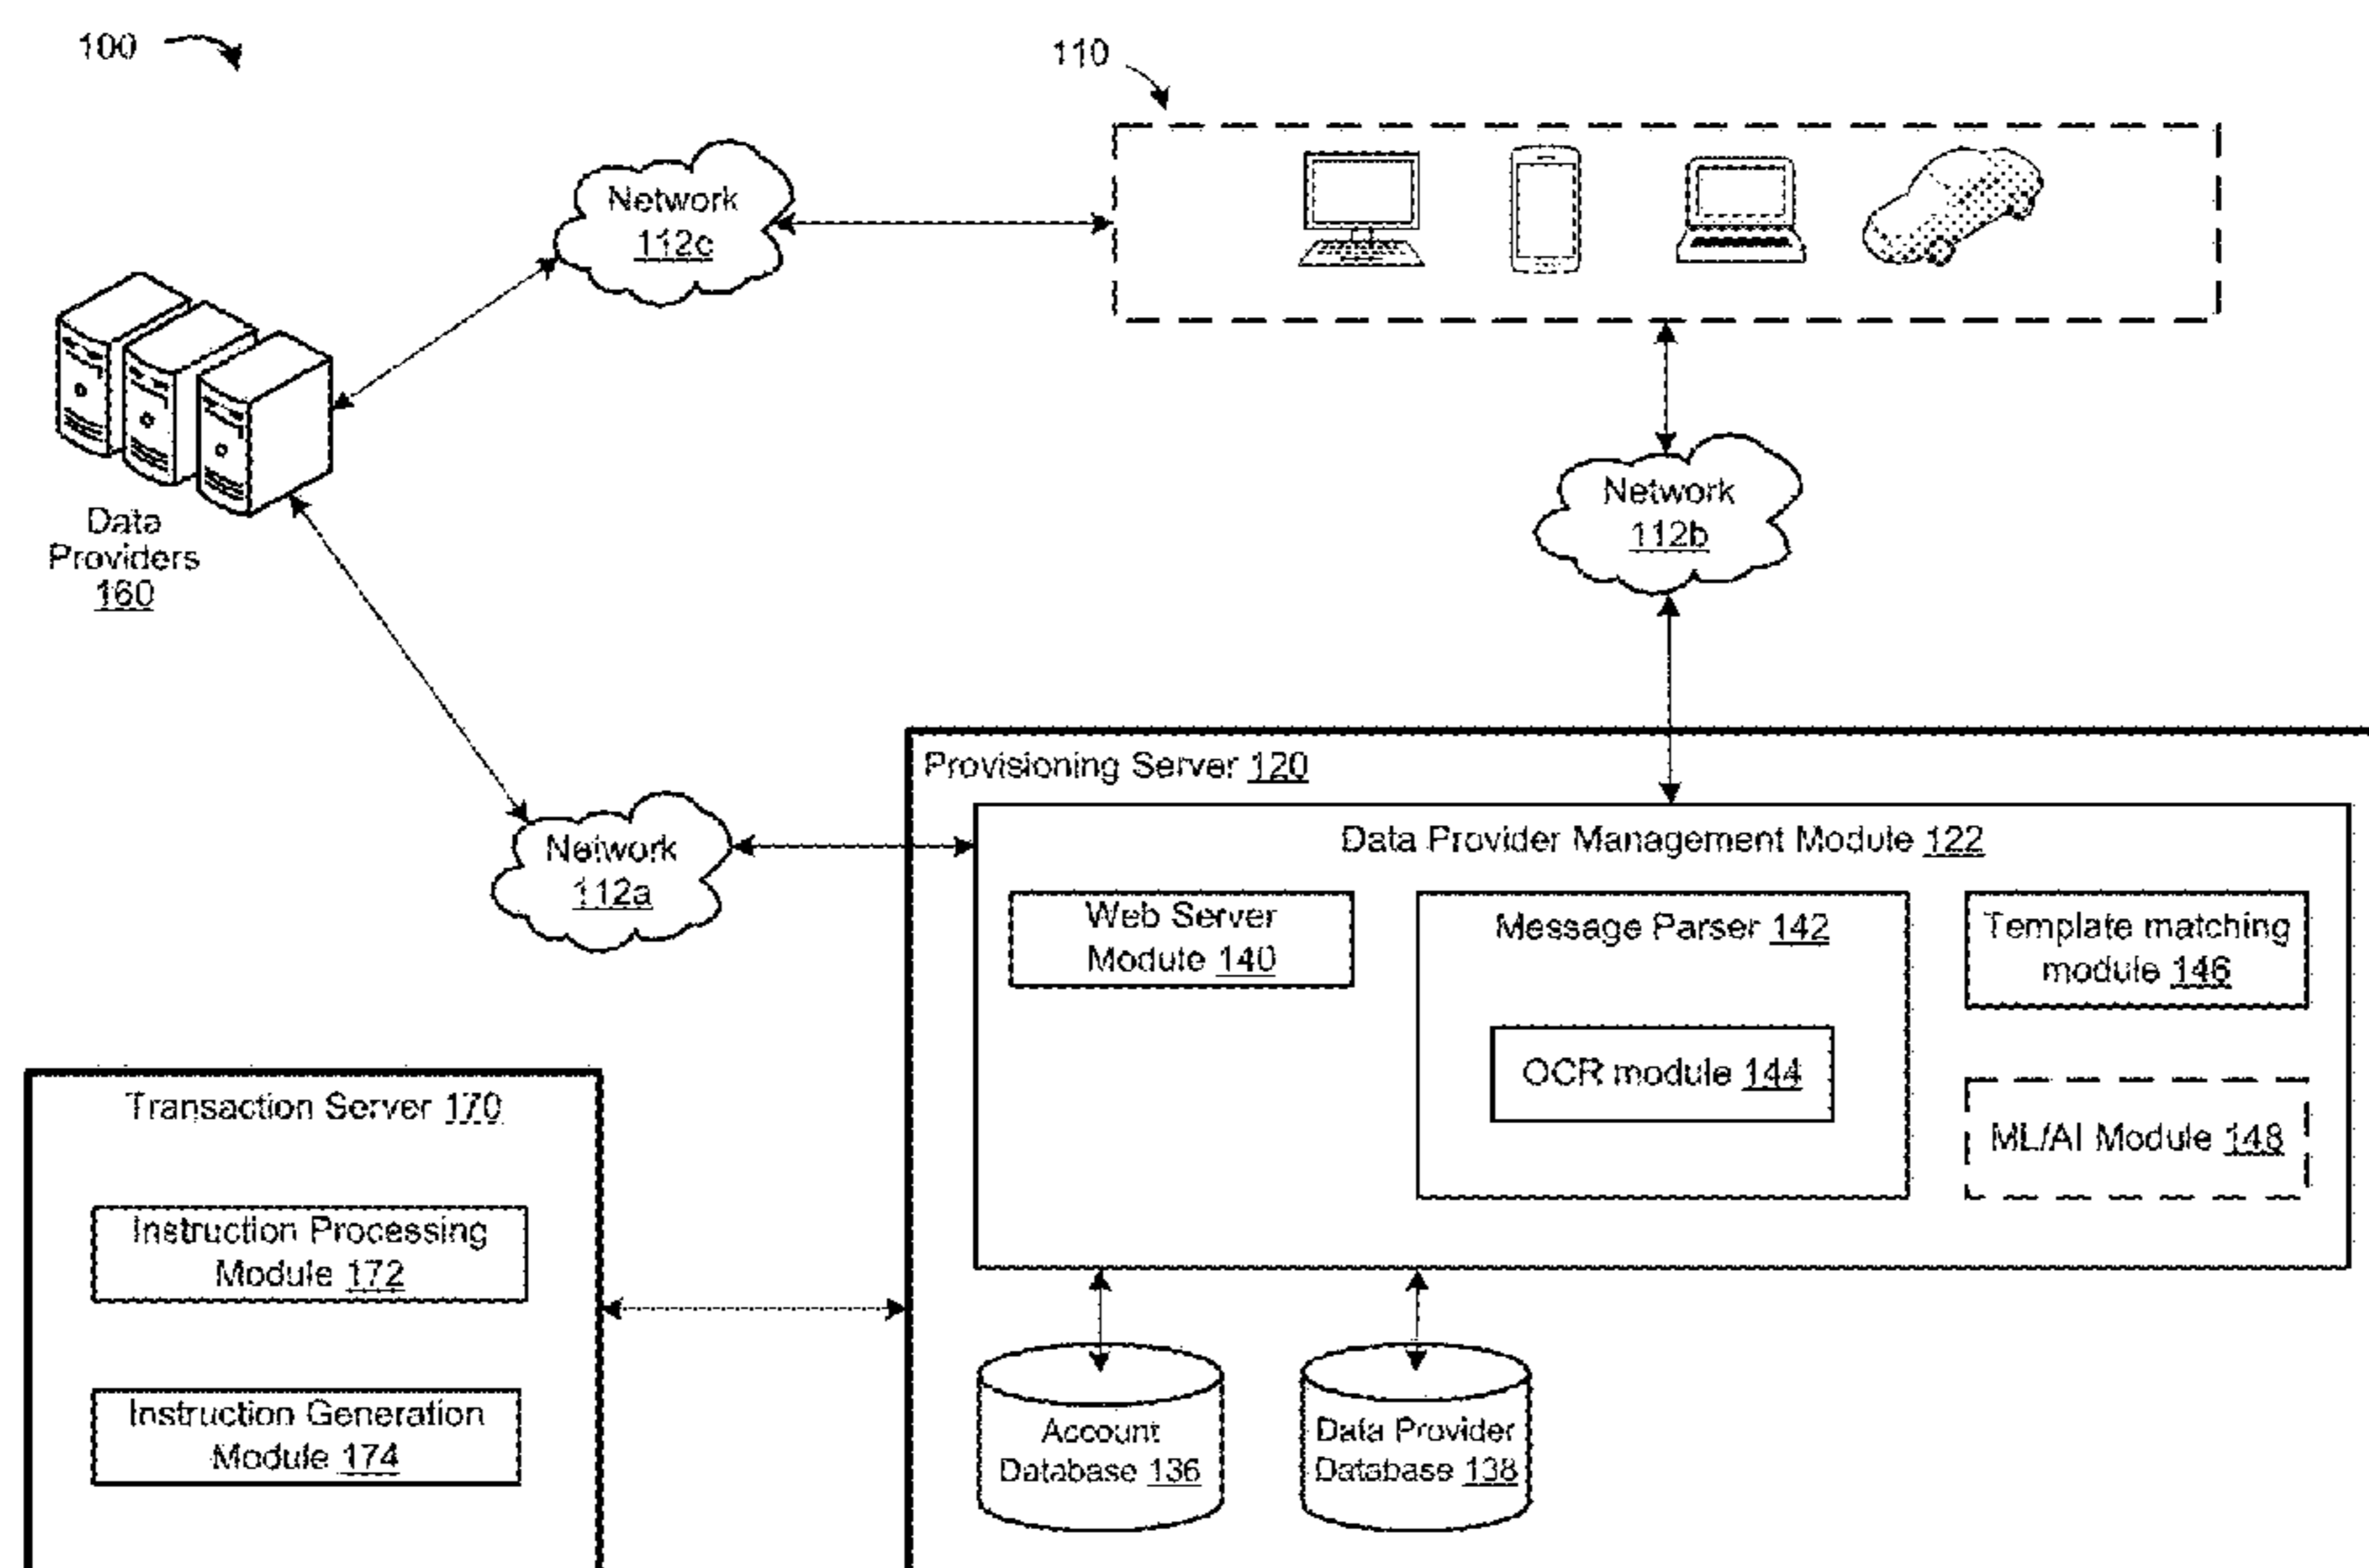 100
110
Network
112c
Data
Providers
160
Network
112b
Provisioning Server 120
Network
112a
Data Provider Management Module 122
Web Server
Module 140
Message Parser 142
OCR module 144
Template matching
module 146
ML/AI Module 148
Transaction Server 170
Instruction Processing
Module 172
Instruction Generation
Module 174
Account
Database 136
Data Provider
Database 138